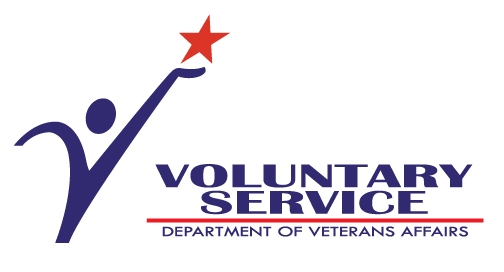 VOLUNTARY
SERVICE
DEPARTMENT OF VETERANS AFFAIRS